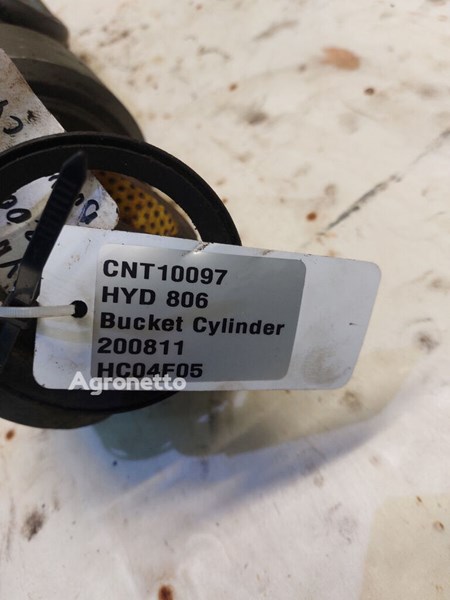 CNT10097
HYD 806
Bucket Cylinder
200811
HC04F05
Agronetto